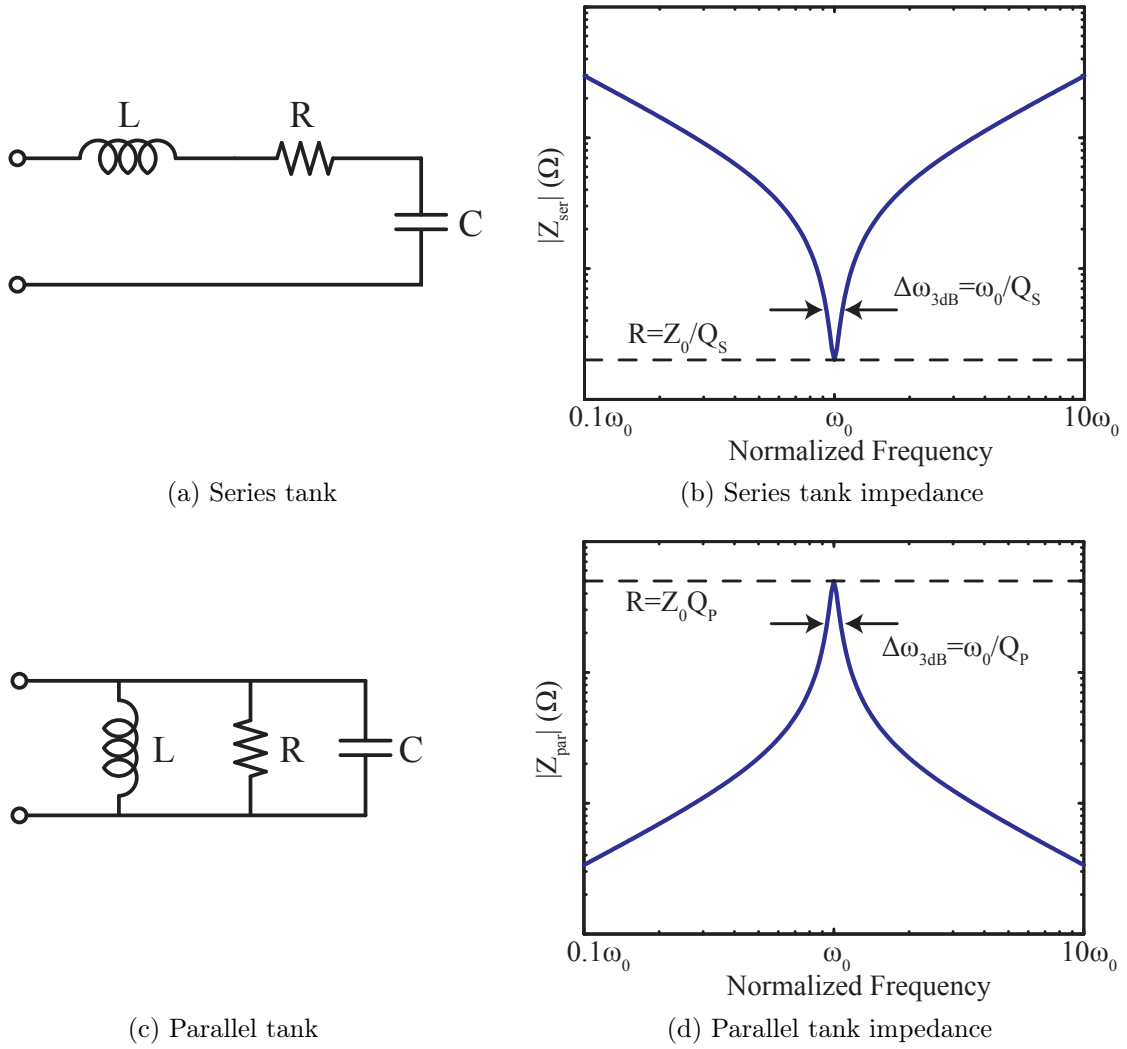 L
R
C
|Z_ser| (Ω)
Δω_3dB=ω_0/Q_S
R=Z_0/Q_S
0.1ω_0
ω_0
10ω_0
Normalized Frequency
(a) Series tank
(b) Series tank impedance
L
R
C
|Z_par| (Ω)
R=Z_0Q_P
Δω_3dB=ω_0/Q_P
0.1ω_0
ω_0
10ω_0
Normalized Frequency
(c) Parallel tank
(d) Parallel tank impedance